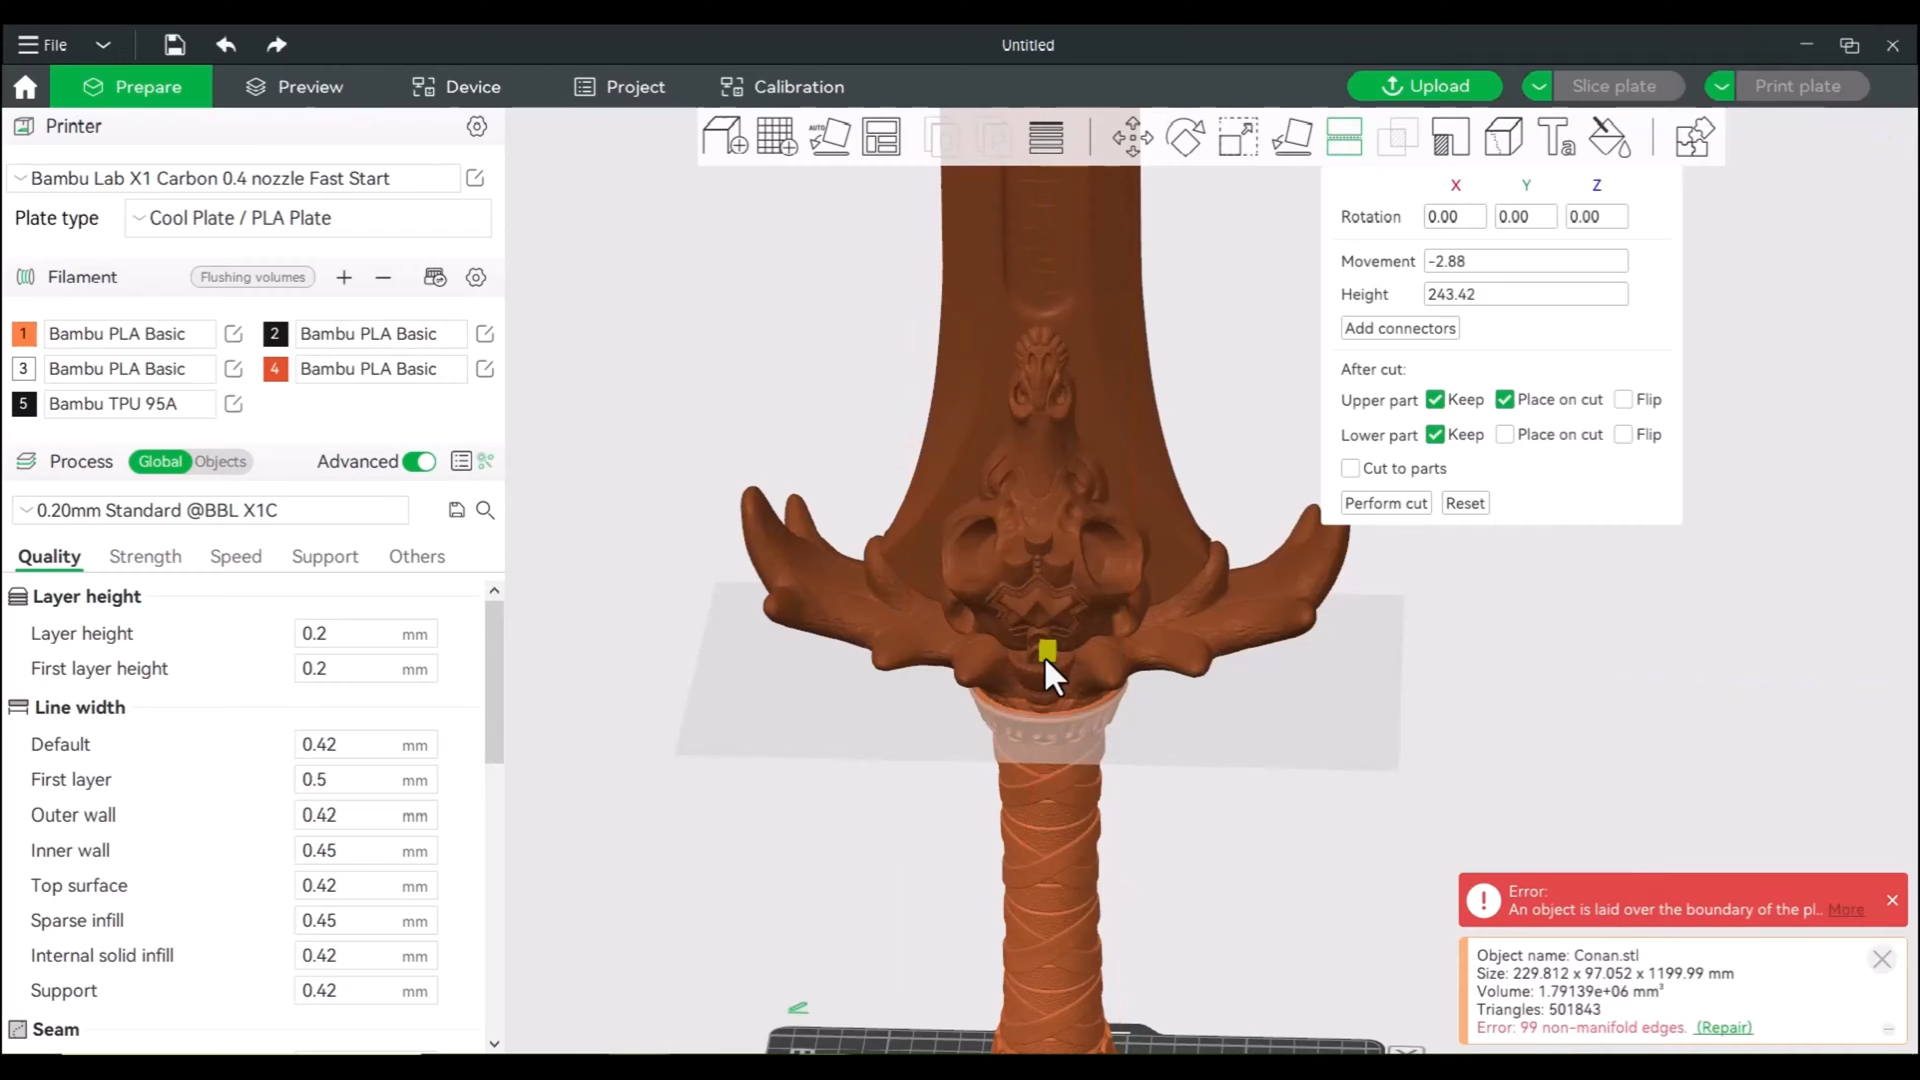 File
Untitled
Prepare
Preview
Device
Project
Calibration
Upload
Slice plate
Print plate
Printer
Bambu Lab X1 Carbon 0.4 nozzle Fast Start
Plate type
Cool Plate / PLA Plate
Filament
Flushing volumes
1 Bambu PLA Basic
2 Bambu PLA Basic
3 Bambu PLA Basic
4 Bambu PLA Basic
5 Bambu TPU 95A
Process
Global
Objects
Advanced
0.20mm Standard @BBL X1C
Quality
Strength
Speed
Support
Others
Layer height
Layer height 0.2 mm
First layer height 0.2 mm
Line width
Default 0.42 mm
First layer 0.5 mm
Outer wall 0.42 mm
Inner wall 0.45 mm
Top surface 0.42 mm
Sparse infill 0.45 mm
Internal solid infill 0.42 mm
Support 0.42 mm
Seam
AUTO
Ta
X Y Z
Rotation 0.00 0.00 0.00
Movement -2.88
Height 243.42
Add connectors
After cut:
Upper part Keep Place on cut Flip
Lower part Keep Place on cut Flip
Cut to parts
Perform cut Reset
Error:
An object is laid over the boundary of the pl.. More
Object name: Conan.stl
Size: 229.812 x 97.052 x 1199.99 mm
Volume: 1.79139e+06 mm³
Triangles: 501843
Error: 99 non-manifold edges. (Repair)